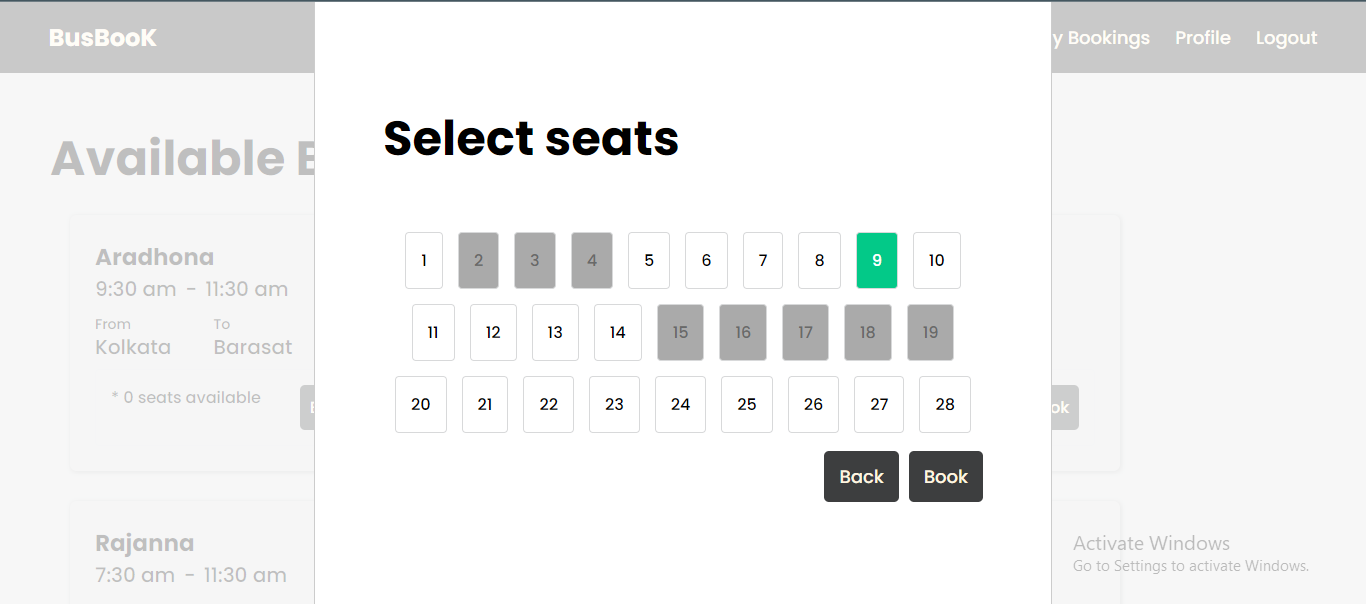 BusBooK
y Bookings Profile Logout
Available
Select seats
Aradhona
9:30 am - 11:30 am
From To
Kolkata Barasat
* 0 seats available
1 2 3 4 5 6 7 8 9 10
11 12 13 14 15 16 17 18 19
20 21 22 23 24 25 26 27 28
ok
Back Book
Rajanna
7:30 am - 11:30 am
Activate Windows
Go to Settings to activate Windows.